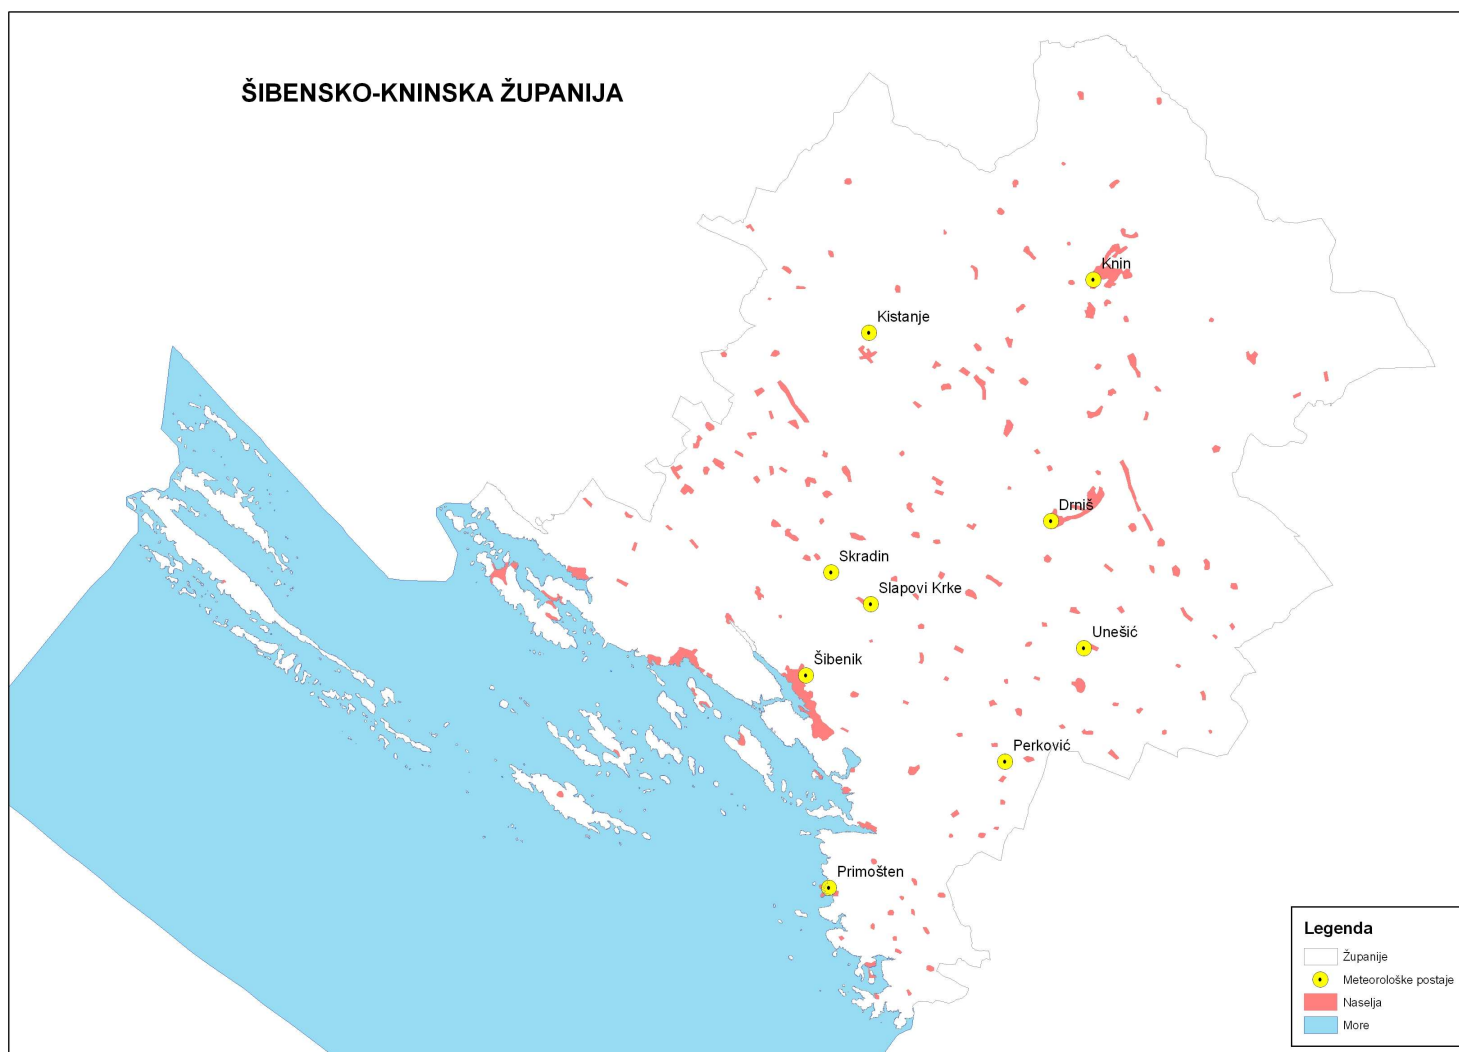 ŠIBENSKO-KNINSKA ŽUPANIJA
Knin
Kistanje
Drniš
Skradin
Slapovi Krke
Unešić
Šibenik
Perković
Primošten
Legenda
Županije
Meteorološke postaje
Naselja
More